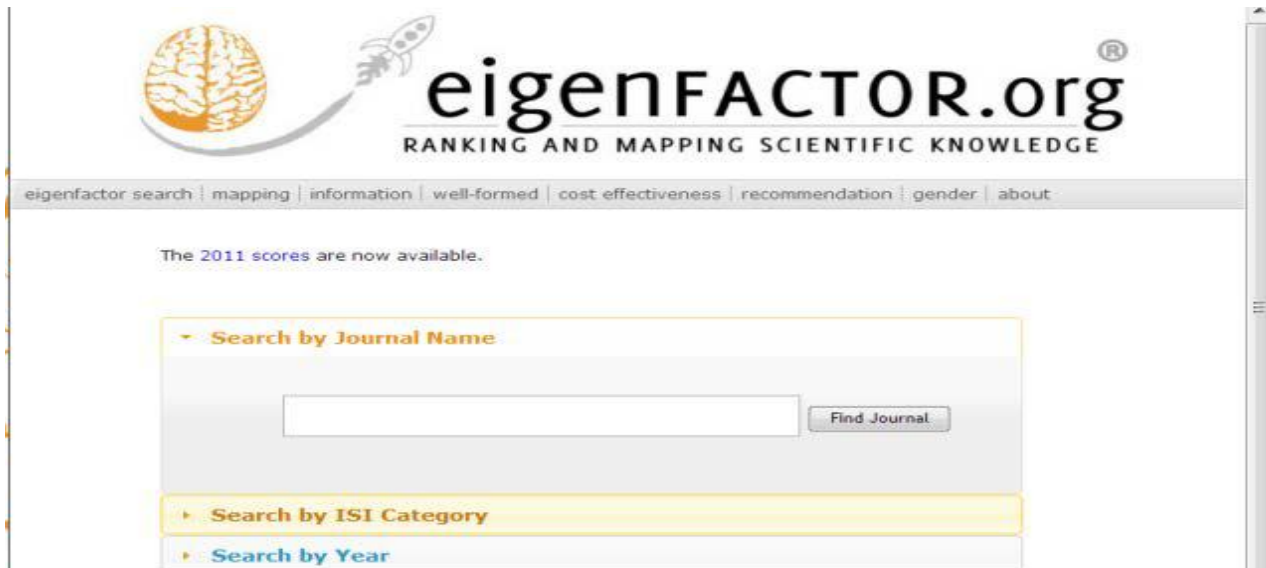 ®
eigenFACTOR.org
RANKING AND MAPPING SCIENTIFIC KNOWLEDGE
eigenfactor search | mapping | information | well-formed | cost effectiveness | recommendation | gender | about
The 2011 scores are now available.
Search by Journal Name
Find Journal
Search by ISI Category
Search by Year